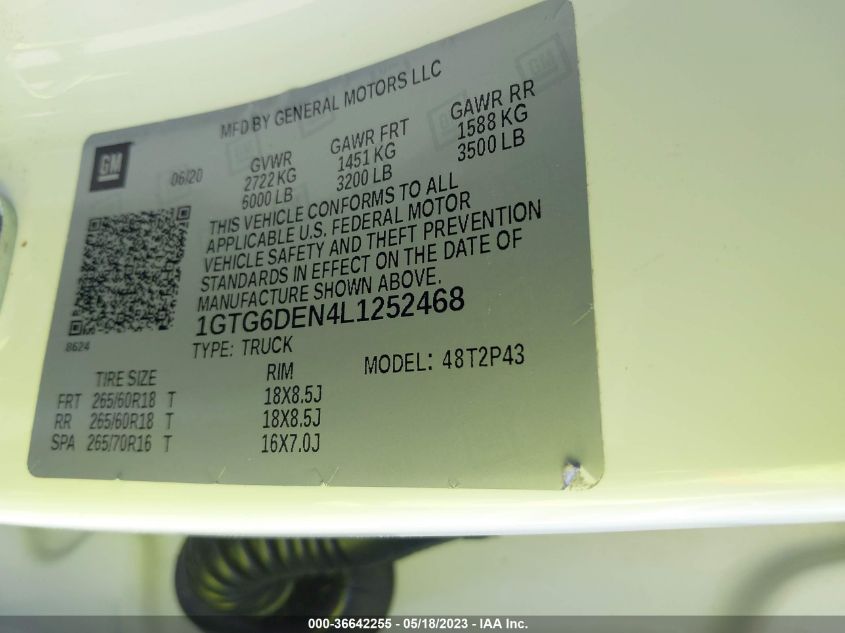 MFD BY GENERAL MOTORS LLC
GM
06/20
GVWR GAWR FRT GAWR RR
2722 KG 1451 KG 1588 KG
6000 LB 3200 LB 3500 LB
THIS VEHICLE CONFORMS TO ALL
APPLICABLE U.S. FEDERAL MOTOR
VEHICLE SAFETY AND THEFT PREVENTION
STANDARDS IN EFFECT ON THE DATE OF
MANUFACTURE SHOWN ABOVE.
1GTG6DEN4L1252468
8624
TYPE: TRUCK MODEL: 48T2P43
TIRE SIZE RIM
FRT 265/60R18 T 18X8.5J
RR 265/60R18 T 18X8.5J
SPA 265/70R16 T 16X7.0J
000-36642255 - 05/18/2023 - IAA Inc.